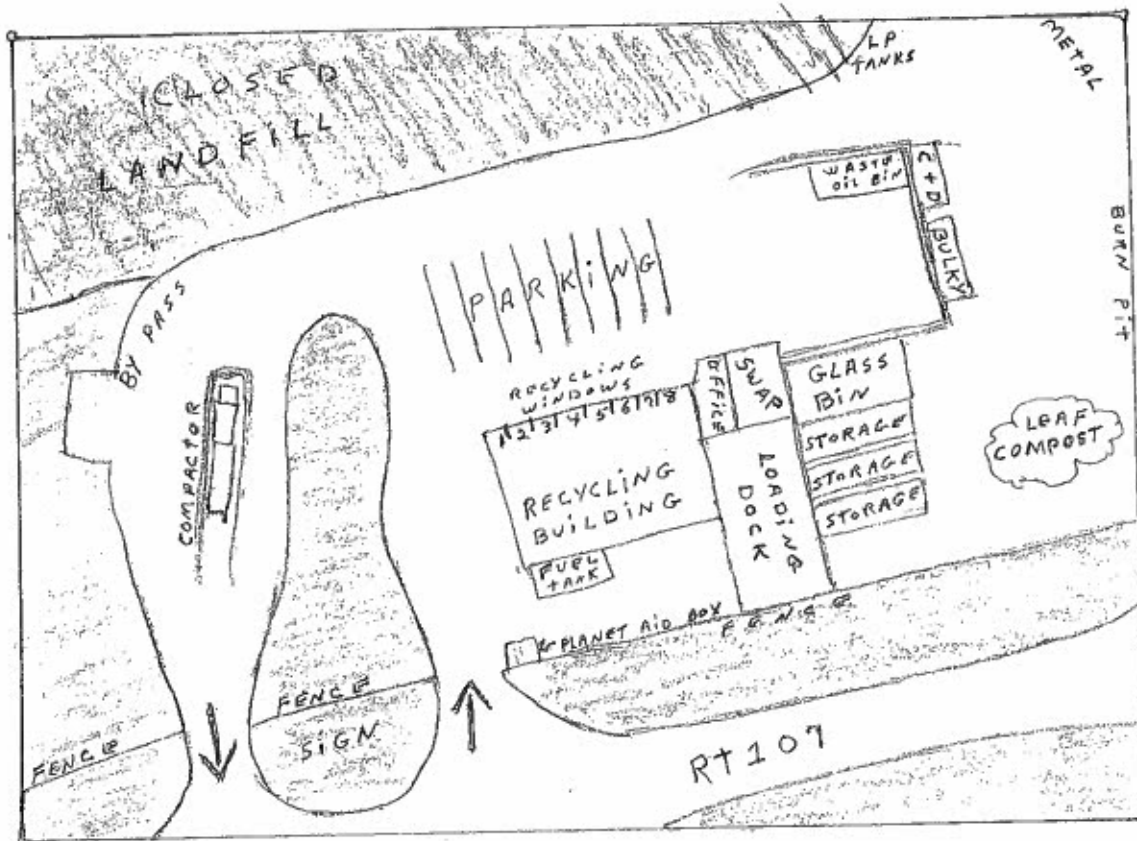 CLOSED
LANDFILL
LP
TANKS
METAL
WASTE
OIL BIN
C+D
BULKY
BURN PIT
PARKiNG
BY PASS
RECYCLiNG
WiNDOWS
1 2 3 4 5 6 7 8
OFFiCE
SWAP
GLASS
BiN
STORAGE
STORAGE
STORAGE
LEAF
COMPOST
COMPACTOR
RECYCLiNG
BUiLDiNG
LOADiNG
DOCK
FUEL
tANK
PLANET AiD BOX
FENCE
FENCE
SiGN
FENCE
Rt 107